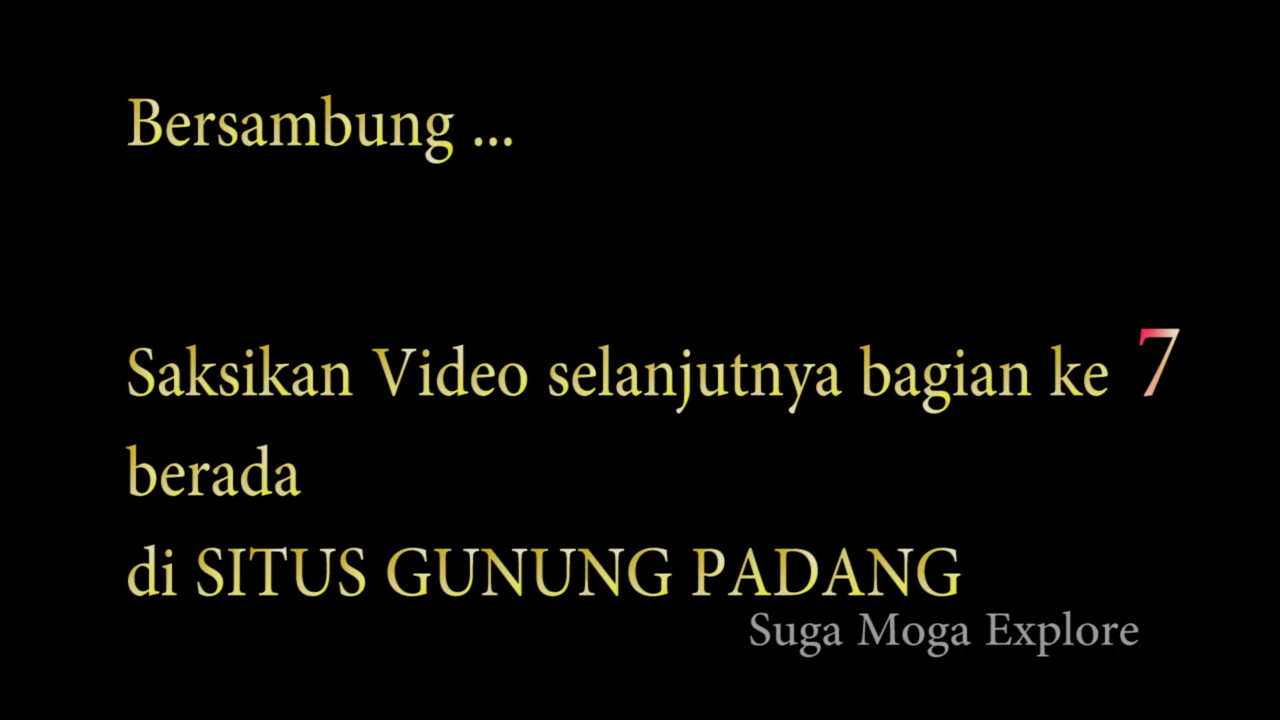 Bersambung ...
Saksikan Video selanjutnya bagian ke 7
berada
di SITUS GUNUNG PADANG
Suga Moga Explore